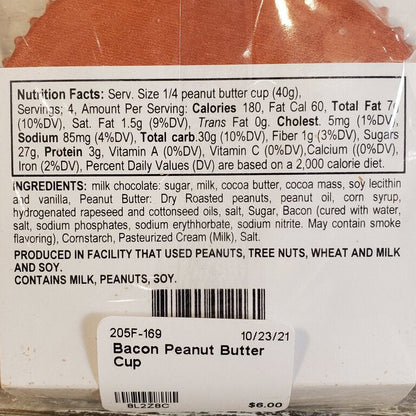 Nutrition Facts: Serv. Size 1/4 peanut butter cup (40g),
Servings; 4, Amount Per Serving: Calories 180, Fat Cal 60, Total Fat 7g
(10%DV), Sat. Fat 1.5g (9%DV), Trans Fat 0g. Cholest. 5mg (1%DV),
Sodium 85mg (4%DV), Total carb.30g (10%DV), Fiber 1g (3%DV), Sugars
27g, Protein 3g, Vitamin A (0%DV), Vitamin C (0%DV),Calcium ((0%DV),
Iron (2%DV), Percent Daily Values (DV) are based on a 2,000 calorie diet.
INGREDIENTS: milk chocolate: sugar, milk, cocoa butter, cocoa mass, soy lecithin
and vanilla, Peanut Butter: Dry Roasted peanuts, peanut oil, corn syrup,
hydrogenated rapeseed and cottonseed oils, salt, Sugar, Bacon (cured with water,
salt, sodium phosphates, sodium erythhorbate, sodium nitrite. May contain smoke
flavoring), Cornstarch, Pasteurized Cream (Milk), Salt.
PRODUCED IN FACILITY THAT USED PEANUTS, TREE NUTS, WHEAT AND MILK
AND SOY.
CONTAINS MILK, PEANUTS, SOY.
205F-169 10/23/21
Bacon Peanut Butter
Cup
8L2Z8C $6.00